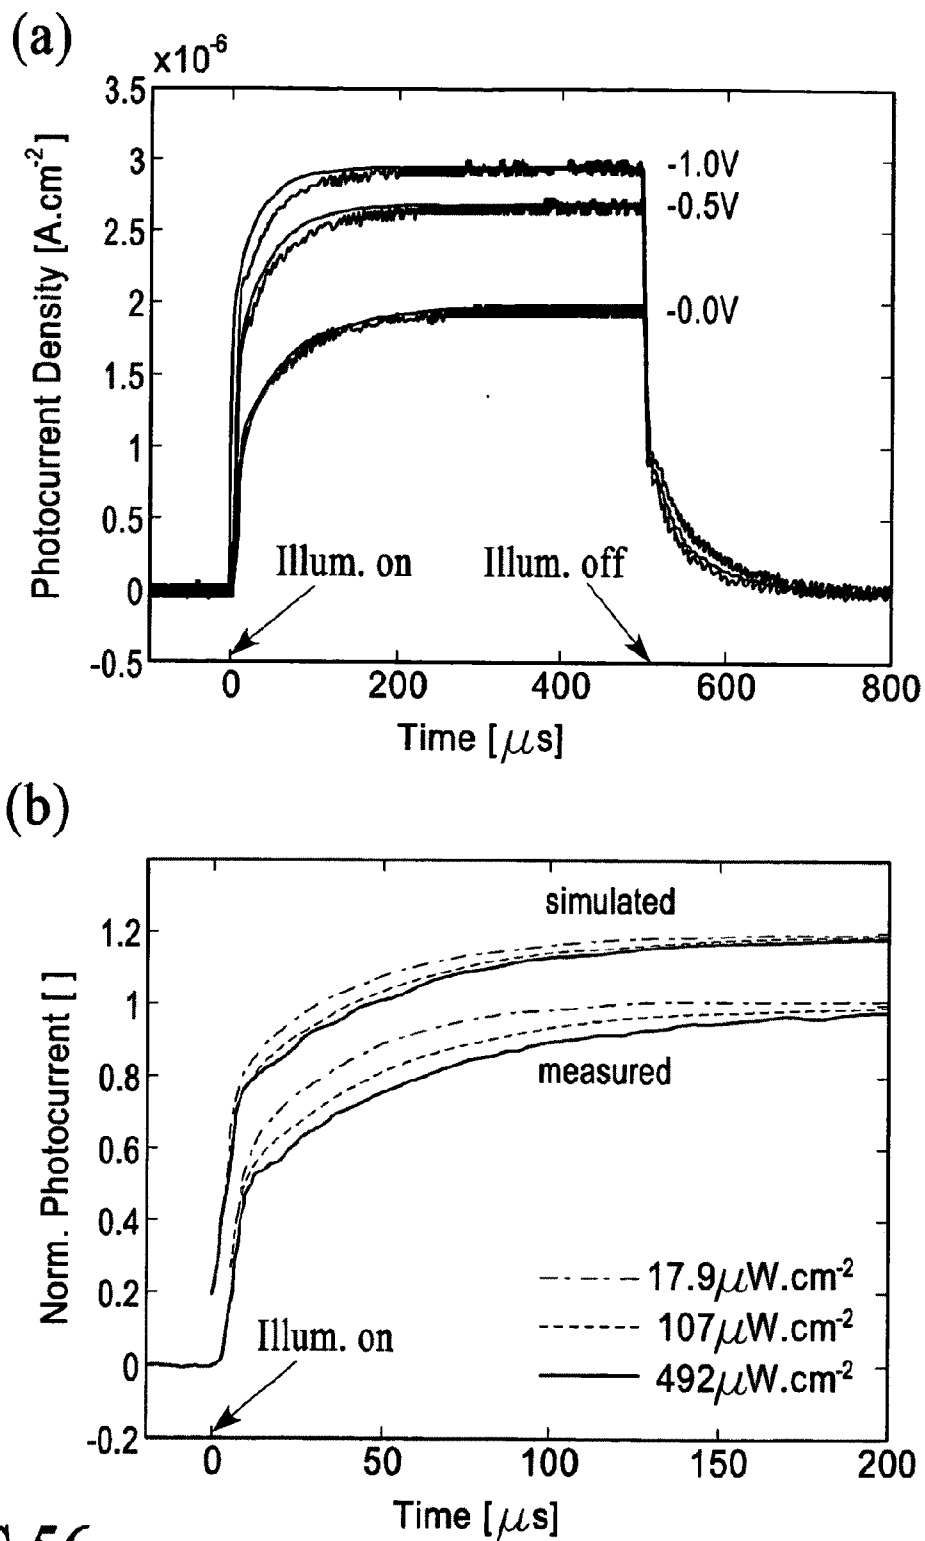 (a)
x10-6
3.5
3
2.5
2
1.5
1
0.5
0
-0.5
Photocurrent Density [A.cm-2]
-1.0V
-0.5V
-0.0V
Illum. on
Illum. off
0
200
400
600
800
Time [μs]
(b)
1.2
1
0.8
0.6
0.4
0.2
0
-0.2
Norm. Photocurrent [ ]
simulated
measured
17.9μW.cm-2
107μW.cm-2
492μW.cm-2
Illum. on
0
50
100
150
200
Time [μs]